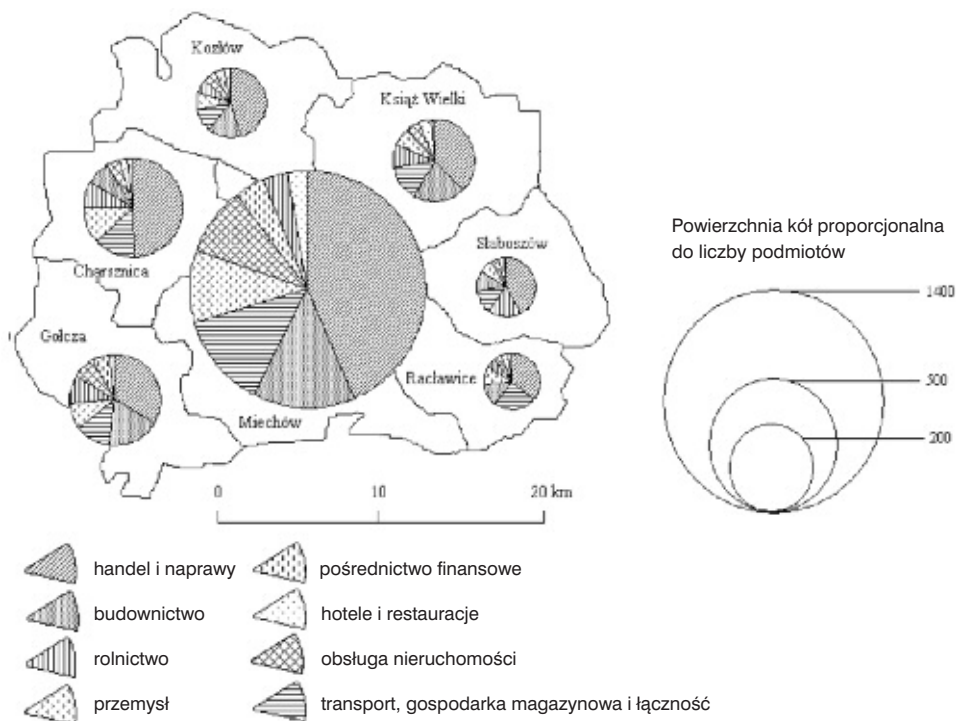 Kozłów
Książ Wielki
Słaboszów
Charsznica
Gołcza
Racławice
Miechów
0 10 20 km
Powierzchnia kół proporcjonalna
do liczby podmiotów
1400
500
200
handel i naprawy
budownictwo
rolnictwo
przemysł
pośrednictwo finansowe
hotele i restauracje
obsługa nieruchomości
transport, gospodarka magazynowa i łączność